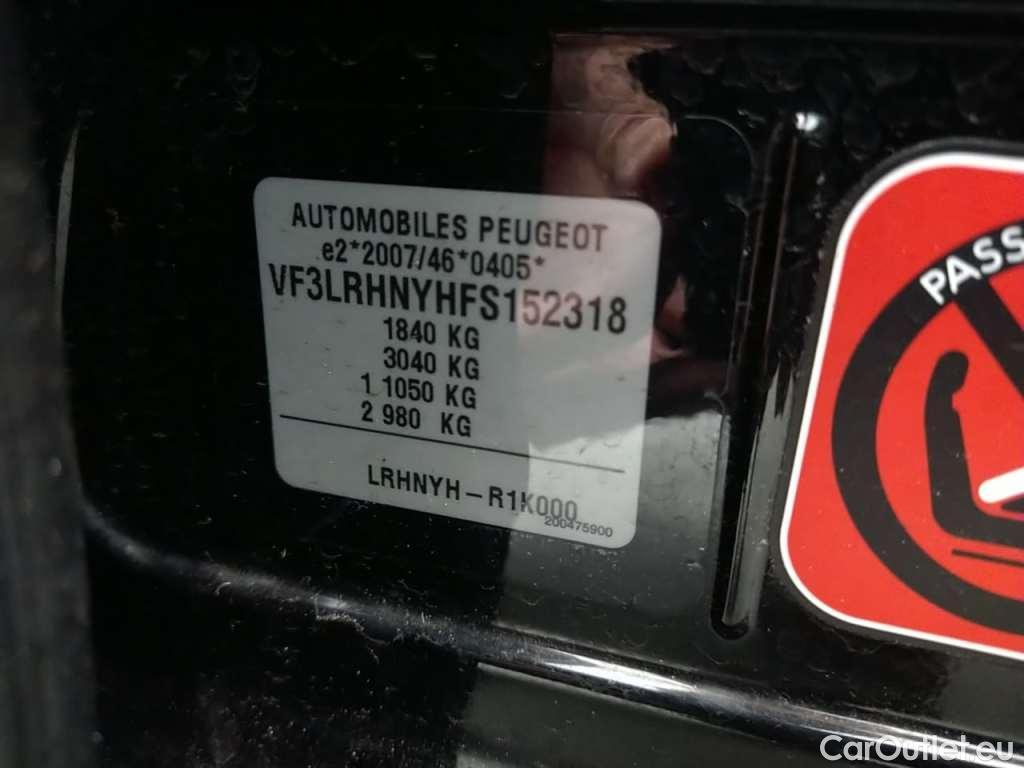 AUTOMOBILES PEUGEOT
e2*2007/46*0405*
VF3LRHNYHFS152318
1840 KG
3040 KG
1 1050 KG
2 980 KG
LRHNYH-R1K000
200475900
PASS
CarOutlet.eu